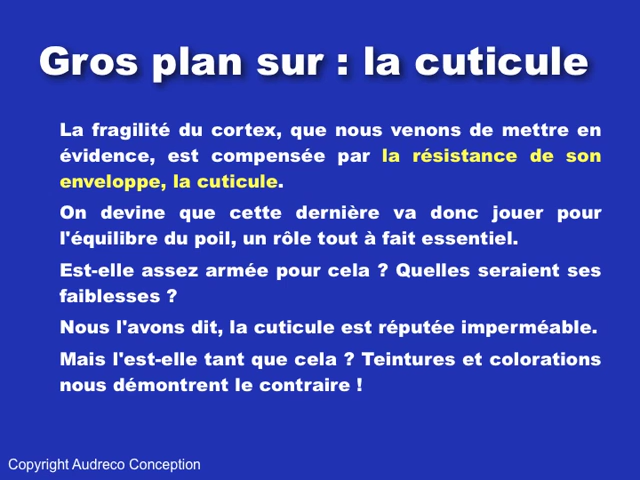 Gros plan sur : la cuticule
La fragilité du cortex, que nous venons de mettre en
évidence, est compensée par la résistance de son
enveloppe, la cuticule.
On devine que cette dernière va donc jouer pour
l'équilibre du poil, un rôle tout à fait essentiel.
Est-elle assez armée pour cela ? Quelles seraient ses
faiblesses ?
Nous l'avons dit, la cuticule est réputée imperméable.
Mais l'est-elle tant que cela ? Teintures et colorations
nous démontrent le contraire !
Copyright Audreco Conception